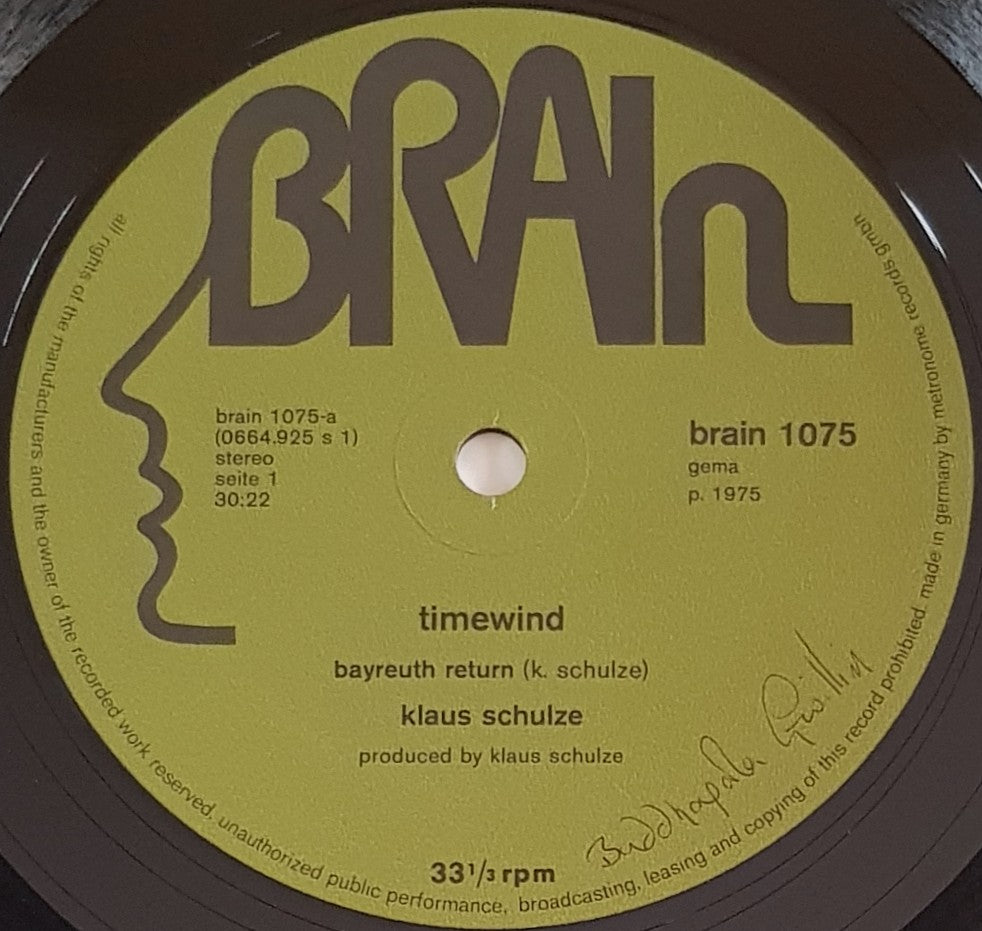 BRAIn
brain 1075-a
(0664.925 s 1)
stereo
seite 1
30:22
brain 1075
gema
p. 1975
timewind
bayreuth return (k. schulze)
klaus schulze
produced by klaus schulze
33 1/3 rpm
all rights of the manufacturers and the owner of the recorded work reserved. unauthorized public performance, broadcasting, leasing and copying of this record prohibited. made in germany by metronome records gmbh